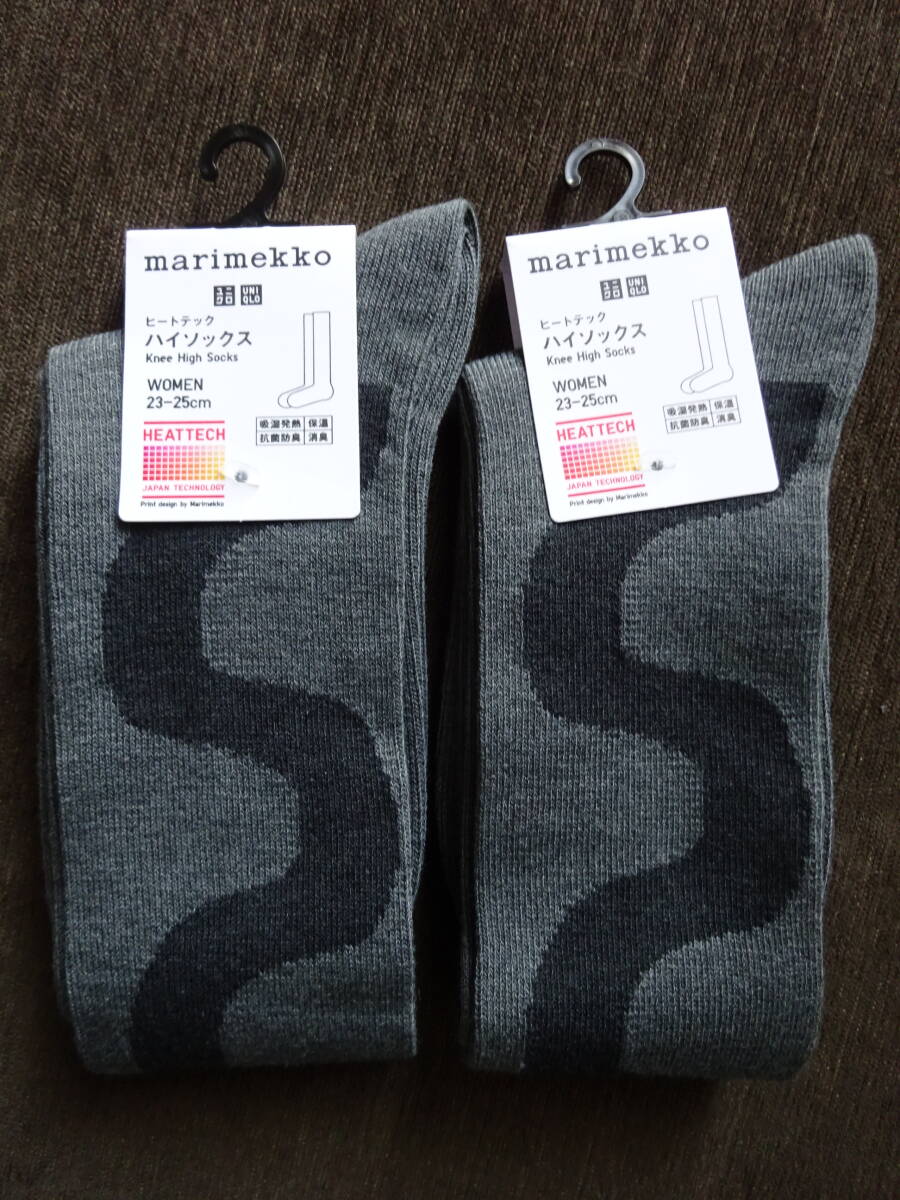 marimekko
ユニ UNI
クロ QLO
ヒートテック
ハイソックス
Knee High Socks
WOMEN
23-25cm
吸湿発熱 保温
抗菌防臭 消臭
HEATTECH
JAPAN TECHNOLOGY
Print design by Marimekko
marimekko
ユニ UNI
クロ QLO
ヒートテック
ハイソックス
Knee High Socks
WOMEN
23-25cm
吸湿発熱 保温
抗菌防臭 消臭
HEATTECH
JAPAN TECHNOLOGY
Print design by Marimekko